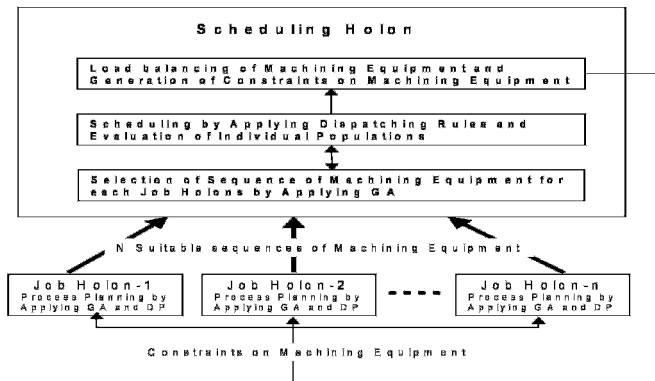 Scheduling Holon
Load balancing of Machining Equipment and
Generation of Constraints on Machining Equipment
Scheduling by Applying Dispatching Rules and
Evaluation of Individual Populations
Selection of Sequence of Machining Equipment for
each Job Holons by Applying GA
N Suitable sequences of Machining Equipment
Job Holon-1
Process Planning by
Applying GA and DP
Job Holon-2
Process Planning by
Applying GA and DP
Job Holon-n
Process Planning by
Applying GA and DP
Constraints on Machining Equipment